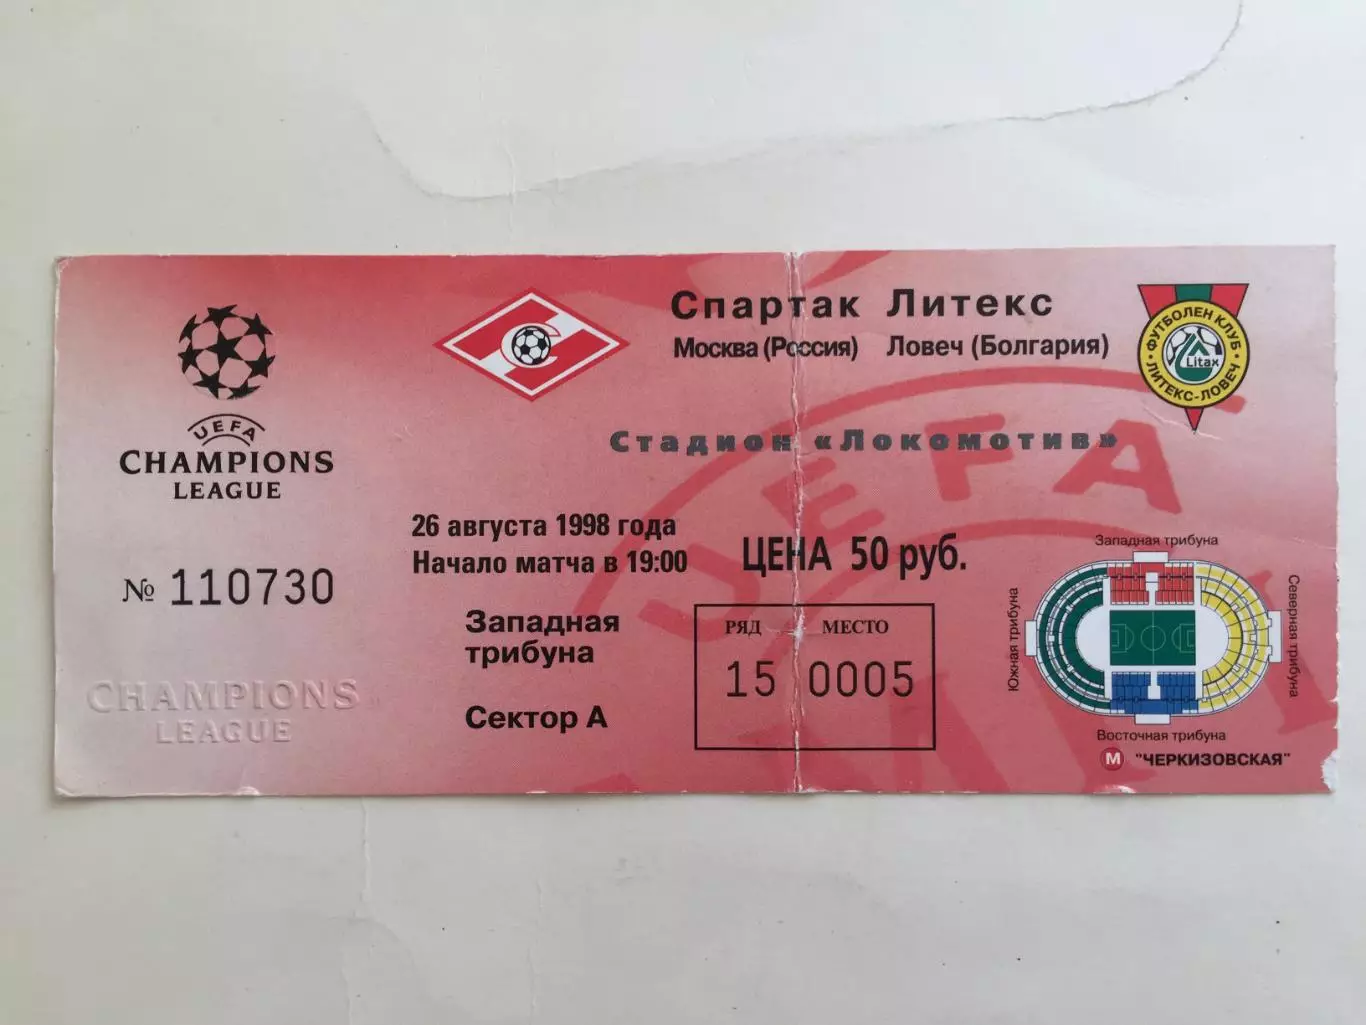 UEFA
CHAMPIONS
LEAGUE
№ 110730
CHAMPIONS
LEAGUE
Спартак Литекс
Москва (Россия) Ловеч (Болгария)
ФУТБОЛЕН КЛУБ
Litex
ЛИТЕКС-ЛОВЕЧ
Стадион «Локомотив»
UEFA
26 августа 1998 года
Начало матча в 19:00
ЦЕНА 50 руб.
Западная
трибуна
Сектор А
РЯД МЕСТО
15 0005
Западная трибуна
Южная трибуна
Северная трибуна
Восточная трибуна
М "ЧЕРКИЗОВСКАЯ"